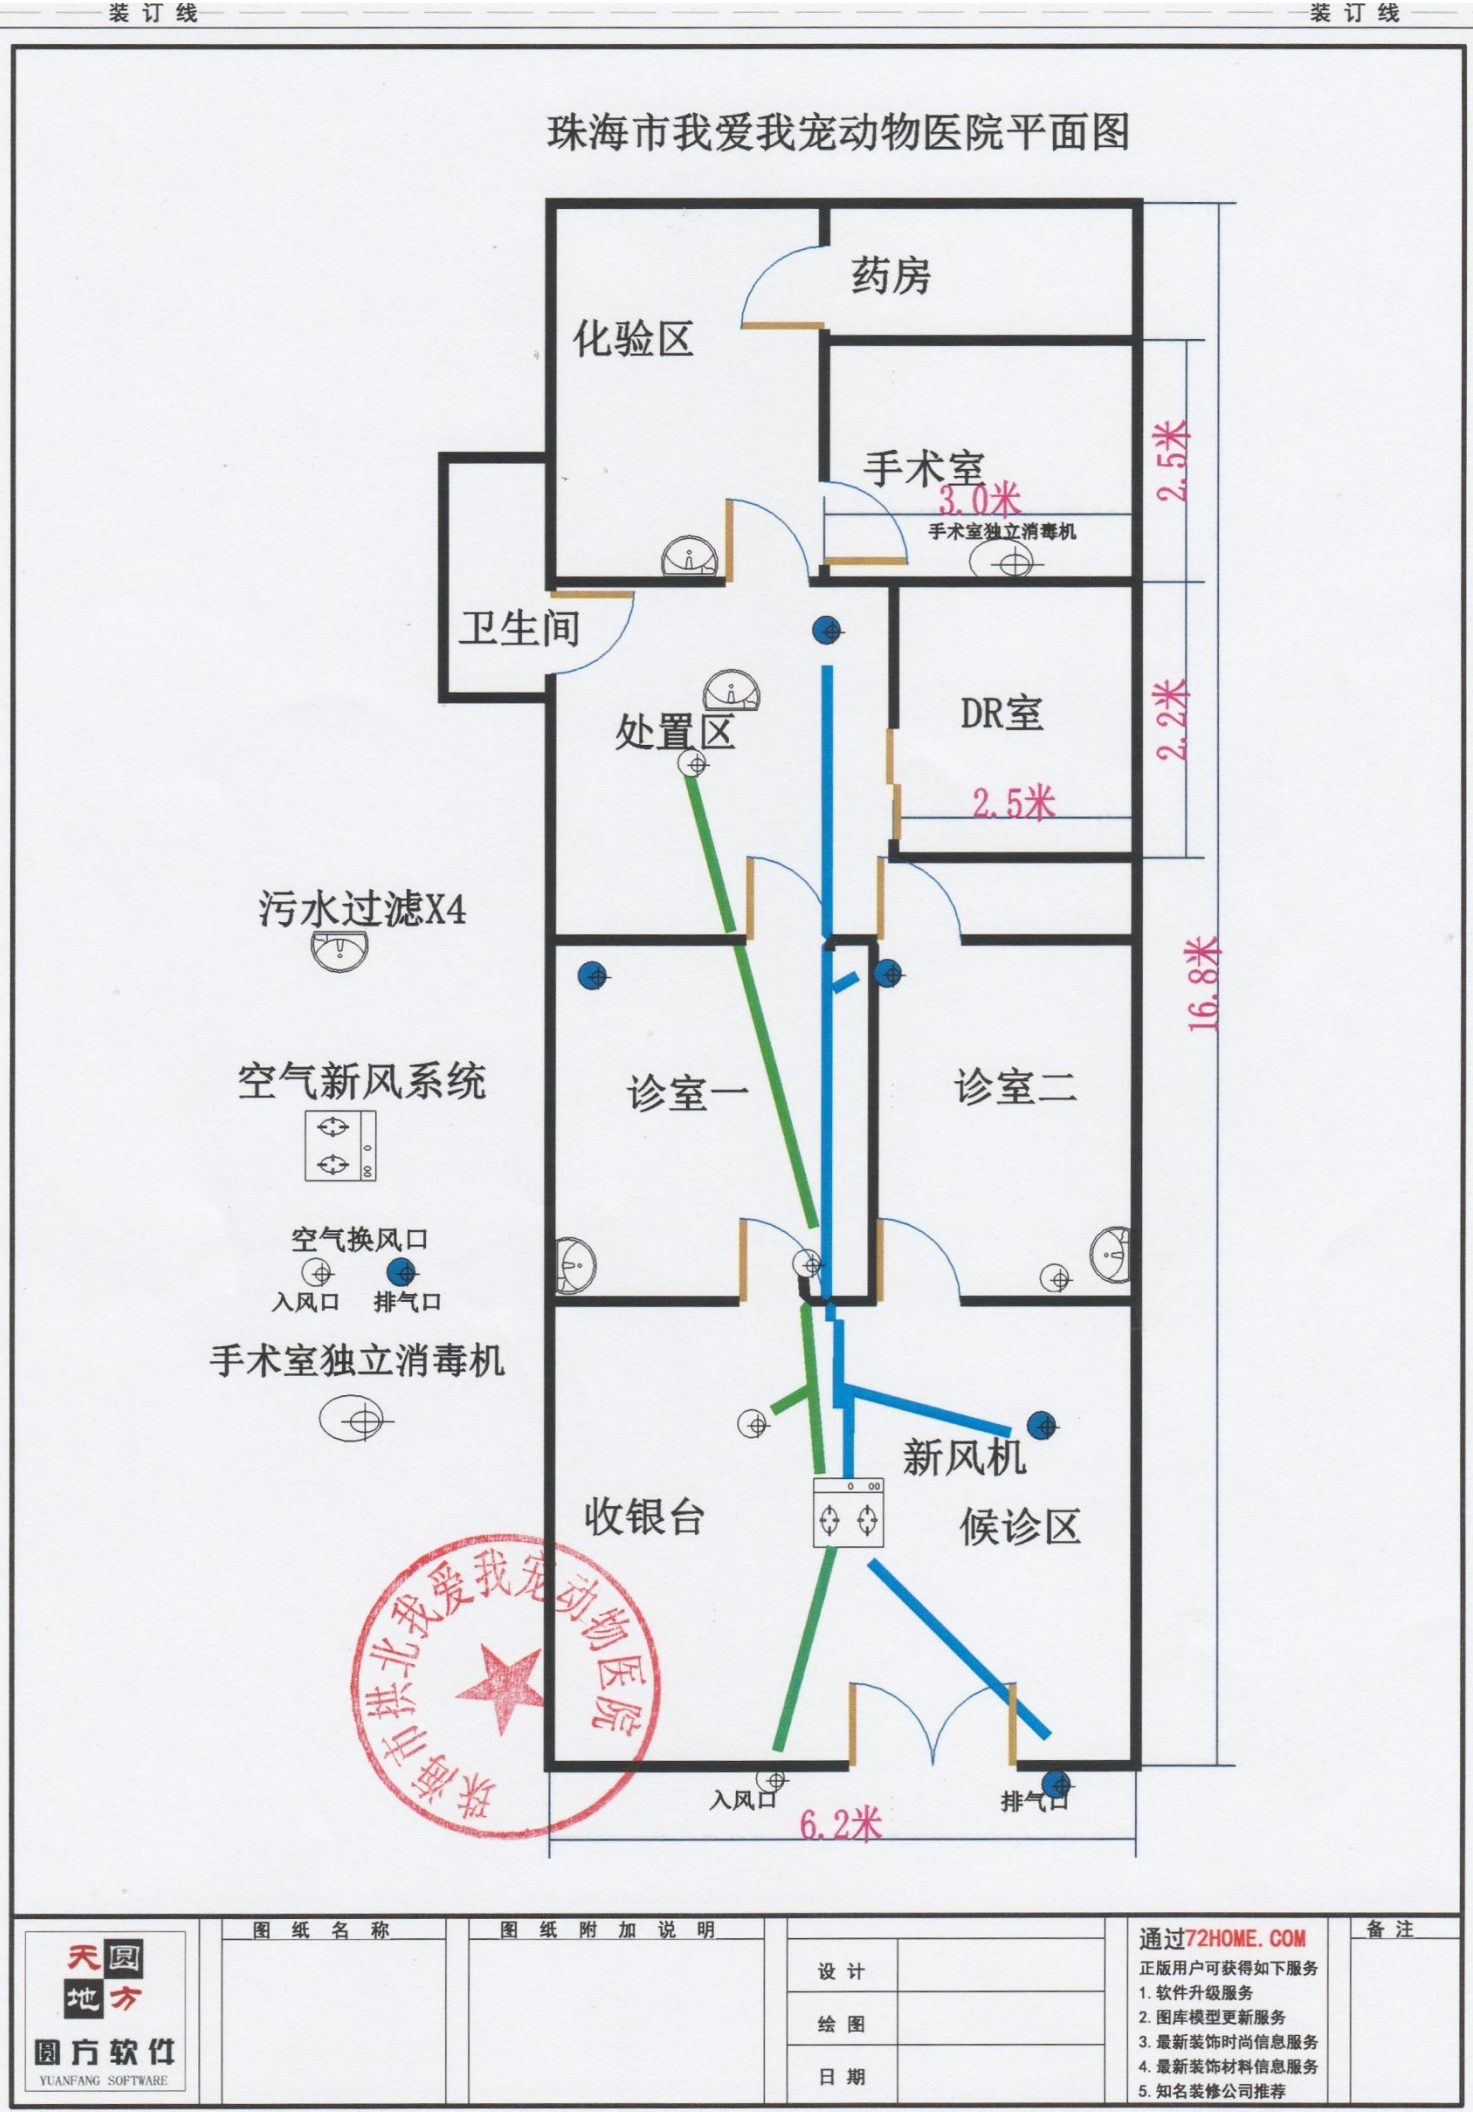 装订线
装订线
珠海市我爱我宠动物医院平面图
药房
化验区
手术室
3.0米
2.5米
手术室独立消毒机
卫生间
处置区
DR室
2.2米
2.5米
污水过滤X4
16.8米
空气新风系统
诊室一
诊室二
空气换风口
入风口
排气口
手术室独立消毒机
新风机
收银台
候诊区
珠海市拱北我爱我宠动物医院
入风口
排气口
6.2米
图纸名称
图纸附加说明
设计
绘图
日期
通过72HOME.COM
正版用户可获得如下服务
1.软件升级服务
2.图库模型更新服务
3.最新装饰时尚信息服务
4.最新装饰材料信息服务
5.知名装修公司推荐
备注
天圆
地方
圆方软件
YUANFANG SOFTWARE